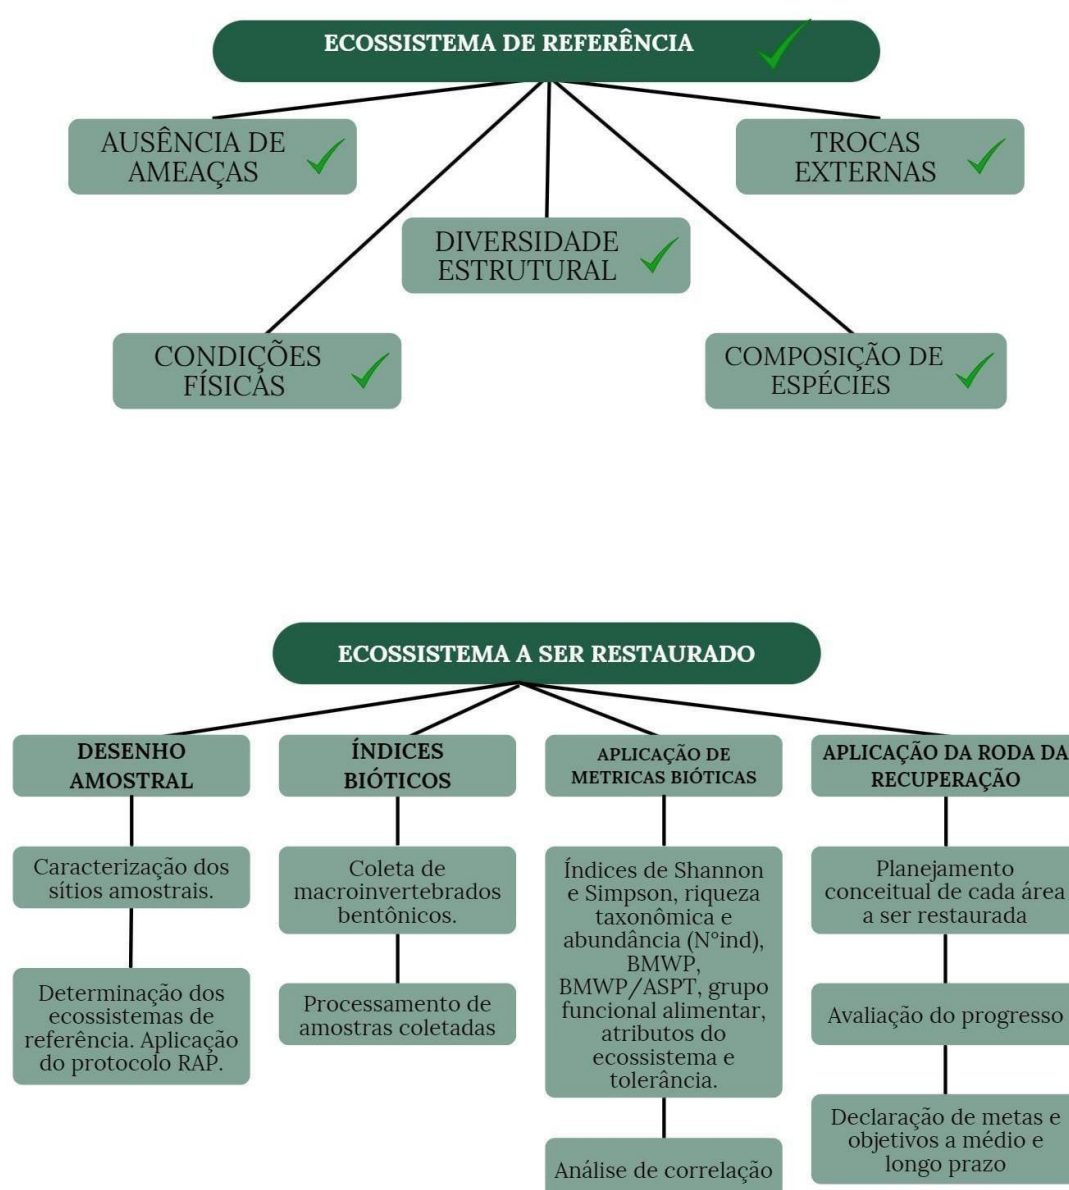 ECOSSISTEMA DE REFERÊNCIA
AUSÊNCIA DE
AMEAÇAS
TROCAS
EXTERNAS
DIVERSIDADE
ESTRUTURAL
CONDIÇÕES
FÍSICAS
COMPOSIÇÃO DE
ESPÉCIES
ECOSSISTEMA A SER RESTAURADO
DESENHO
AMOSTRAL
Caracterização dos
sítios amostrais.
Determinação dos
ecossistemas de
referência. Aplicação
do protocolo RAP.
ÍNDICES
BIÓTICOS
Coleta de
macroinvertebrados
bentônicos.
Processamento de
amostras coletadas
APLICAÇÃO DE
METRICAS BIÓTICAS
Índices de Shannon
e Simpson, riqueza
taxonômica e
abundância (N°ind),
BMWP,
BMWP/ASPT, grupo
funcional alimentar,
atributos do
ecossistema e
tolerância.
Análise de correlação
APLICAÇÃO DA RODA DA
RECUPERAÇÃO
Planejamento
conceitual de cada área
a ser restaurada
Avaliação do progresso
Declaração de metas e
objetivos a médio e
longo prazo